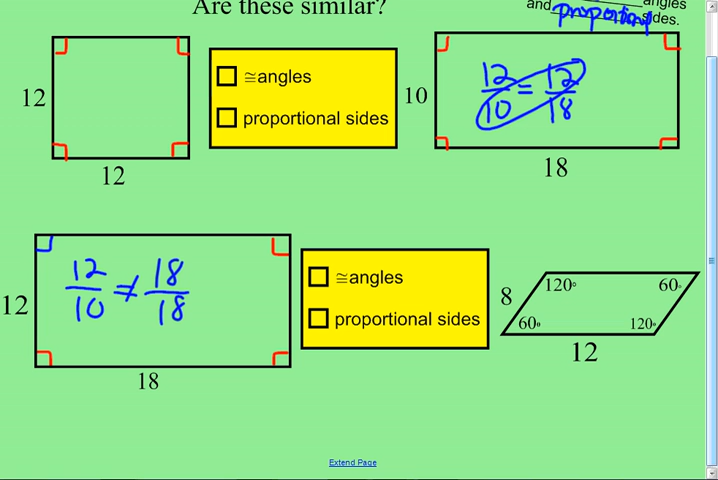 Are these similar?
angles
and proportional sides.
12
12
≅angles
proportional sides
10
12/10 = 12/18
18
12
12/10 ≠ 18/18
18
≅angles
proportional sides
8
120°
60°
60°
120°
12
Extend Page